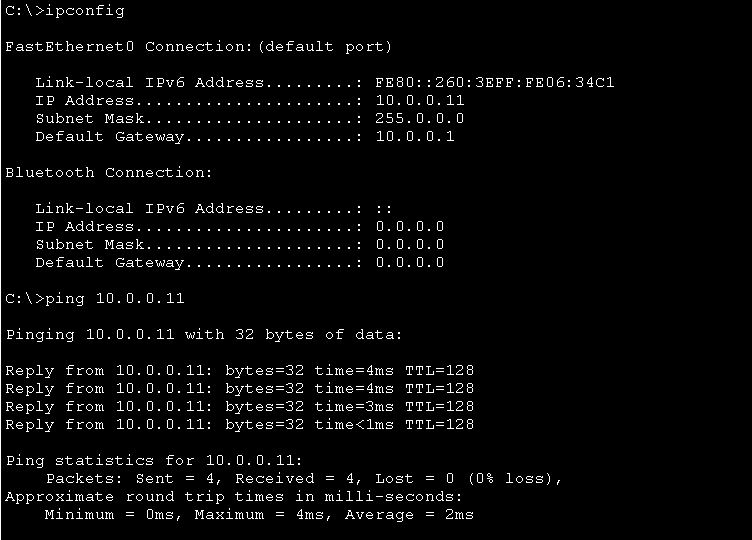 C:\>ipconfig
FastEthernet0 Connection:(default port)
Link-local IPv6 Address.........: FE80::260:3EFF:FE06:34C1
IP Address......................: 10.0.0.11
Subnet Mask.....................: 255.0.0.0
Default Gateway.................: 10.0.0.1
Bluetooth Connection:
Link-local IPv6 Address.........: ::
IP Address......................: 0.0.0.0
Subnet Mask.....................: 0.0.0.0
Default Gateway.................: 0.0.0.0
C:\>ping 10.0.0.11
Pinging 10.0.0.11 with 32 bytes of data:
Reply from 10.0.0.11: bytes=32 time=4ms TTL=128
Reply from 10.0.0.11: bytes=32 time=4ms TTL=128
Reply from 10.0.0.11: bytes=32 time=3ms TTL=128
Reply from 10.0.0.11: bytes=32 time<1ms TTL=128
Ping statistics for 10.0.0.11:
Packets: Sent = 4, Received = 4, Lost = 0 (0% loss),
Approximate round trip times in milli-seconds:
Minimum = 0ms, Maximum = 4ms, Average = 2ms